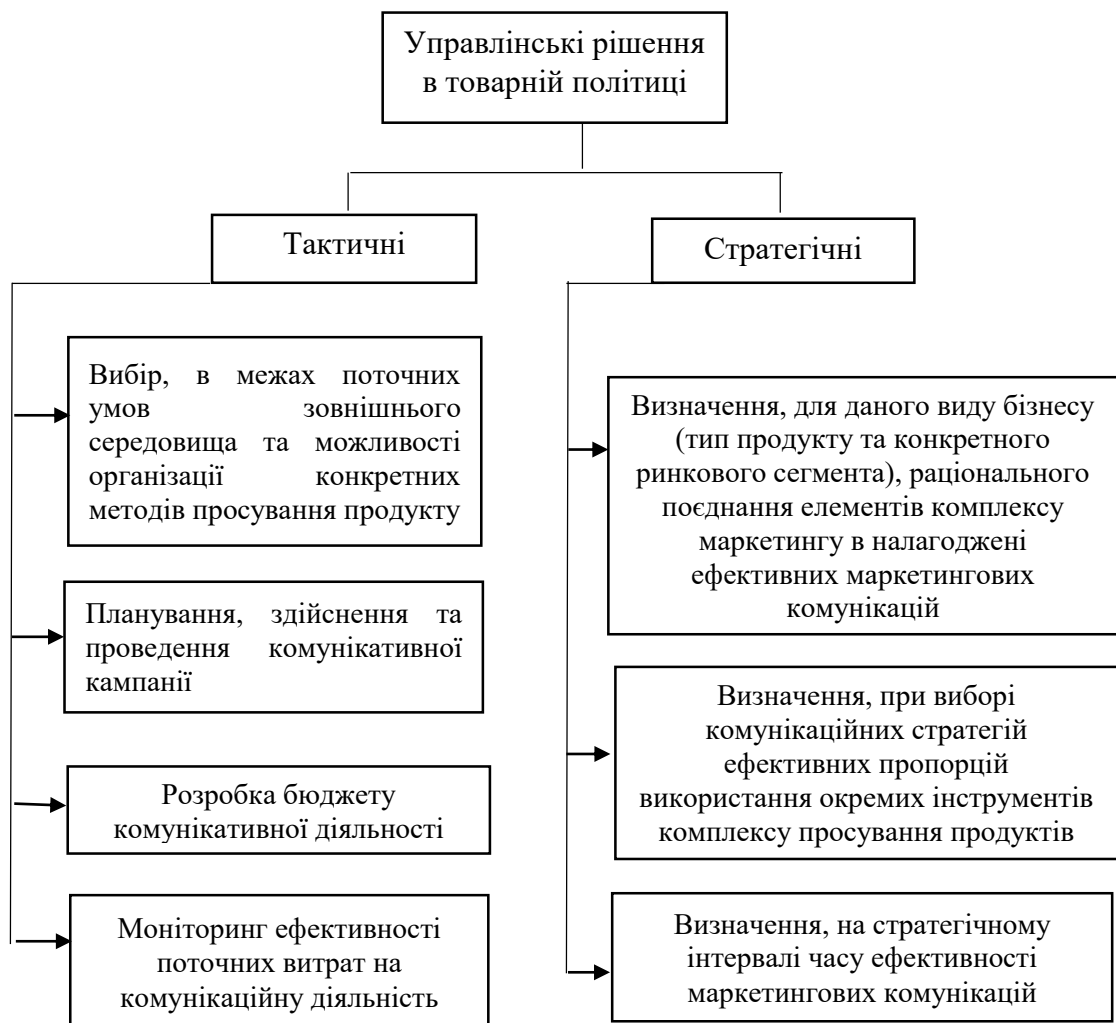 Управлінські рішення
в товарній політиці
Тактичні
Вибір, в межах поточних
умов зовнішнього
середовища та можливості
організації конкретних
методів просування продукту
Планування, здійснення та
проведення комунікативної
кампанії
Розробка бюджету
комунікативної діяльності
Моніторинг ефективності
поточних витрат на
комунікаційну діяльність
Стратегічні
Визначення, для даного виду бізнесу
(тип продукту та конкретного
ринкового сегмента), раціонального
поєднання елементів комплексу
маркетингу в налагоджені
ефективних маркетингових
комунікацій
Визначення, при виборі
комунікаційних стратегій
ефективних пропорцій
використання окремих інструментів
комплексу просування продуктів
Визначення, на стратегічному
інтервалі часу ефективності
маркетингових комунікацій